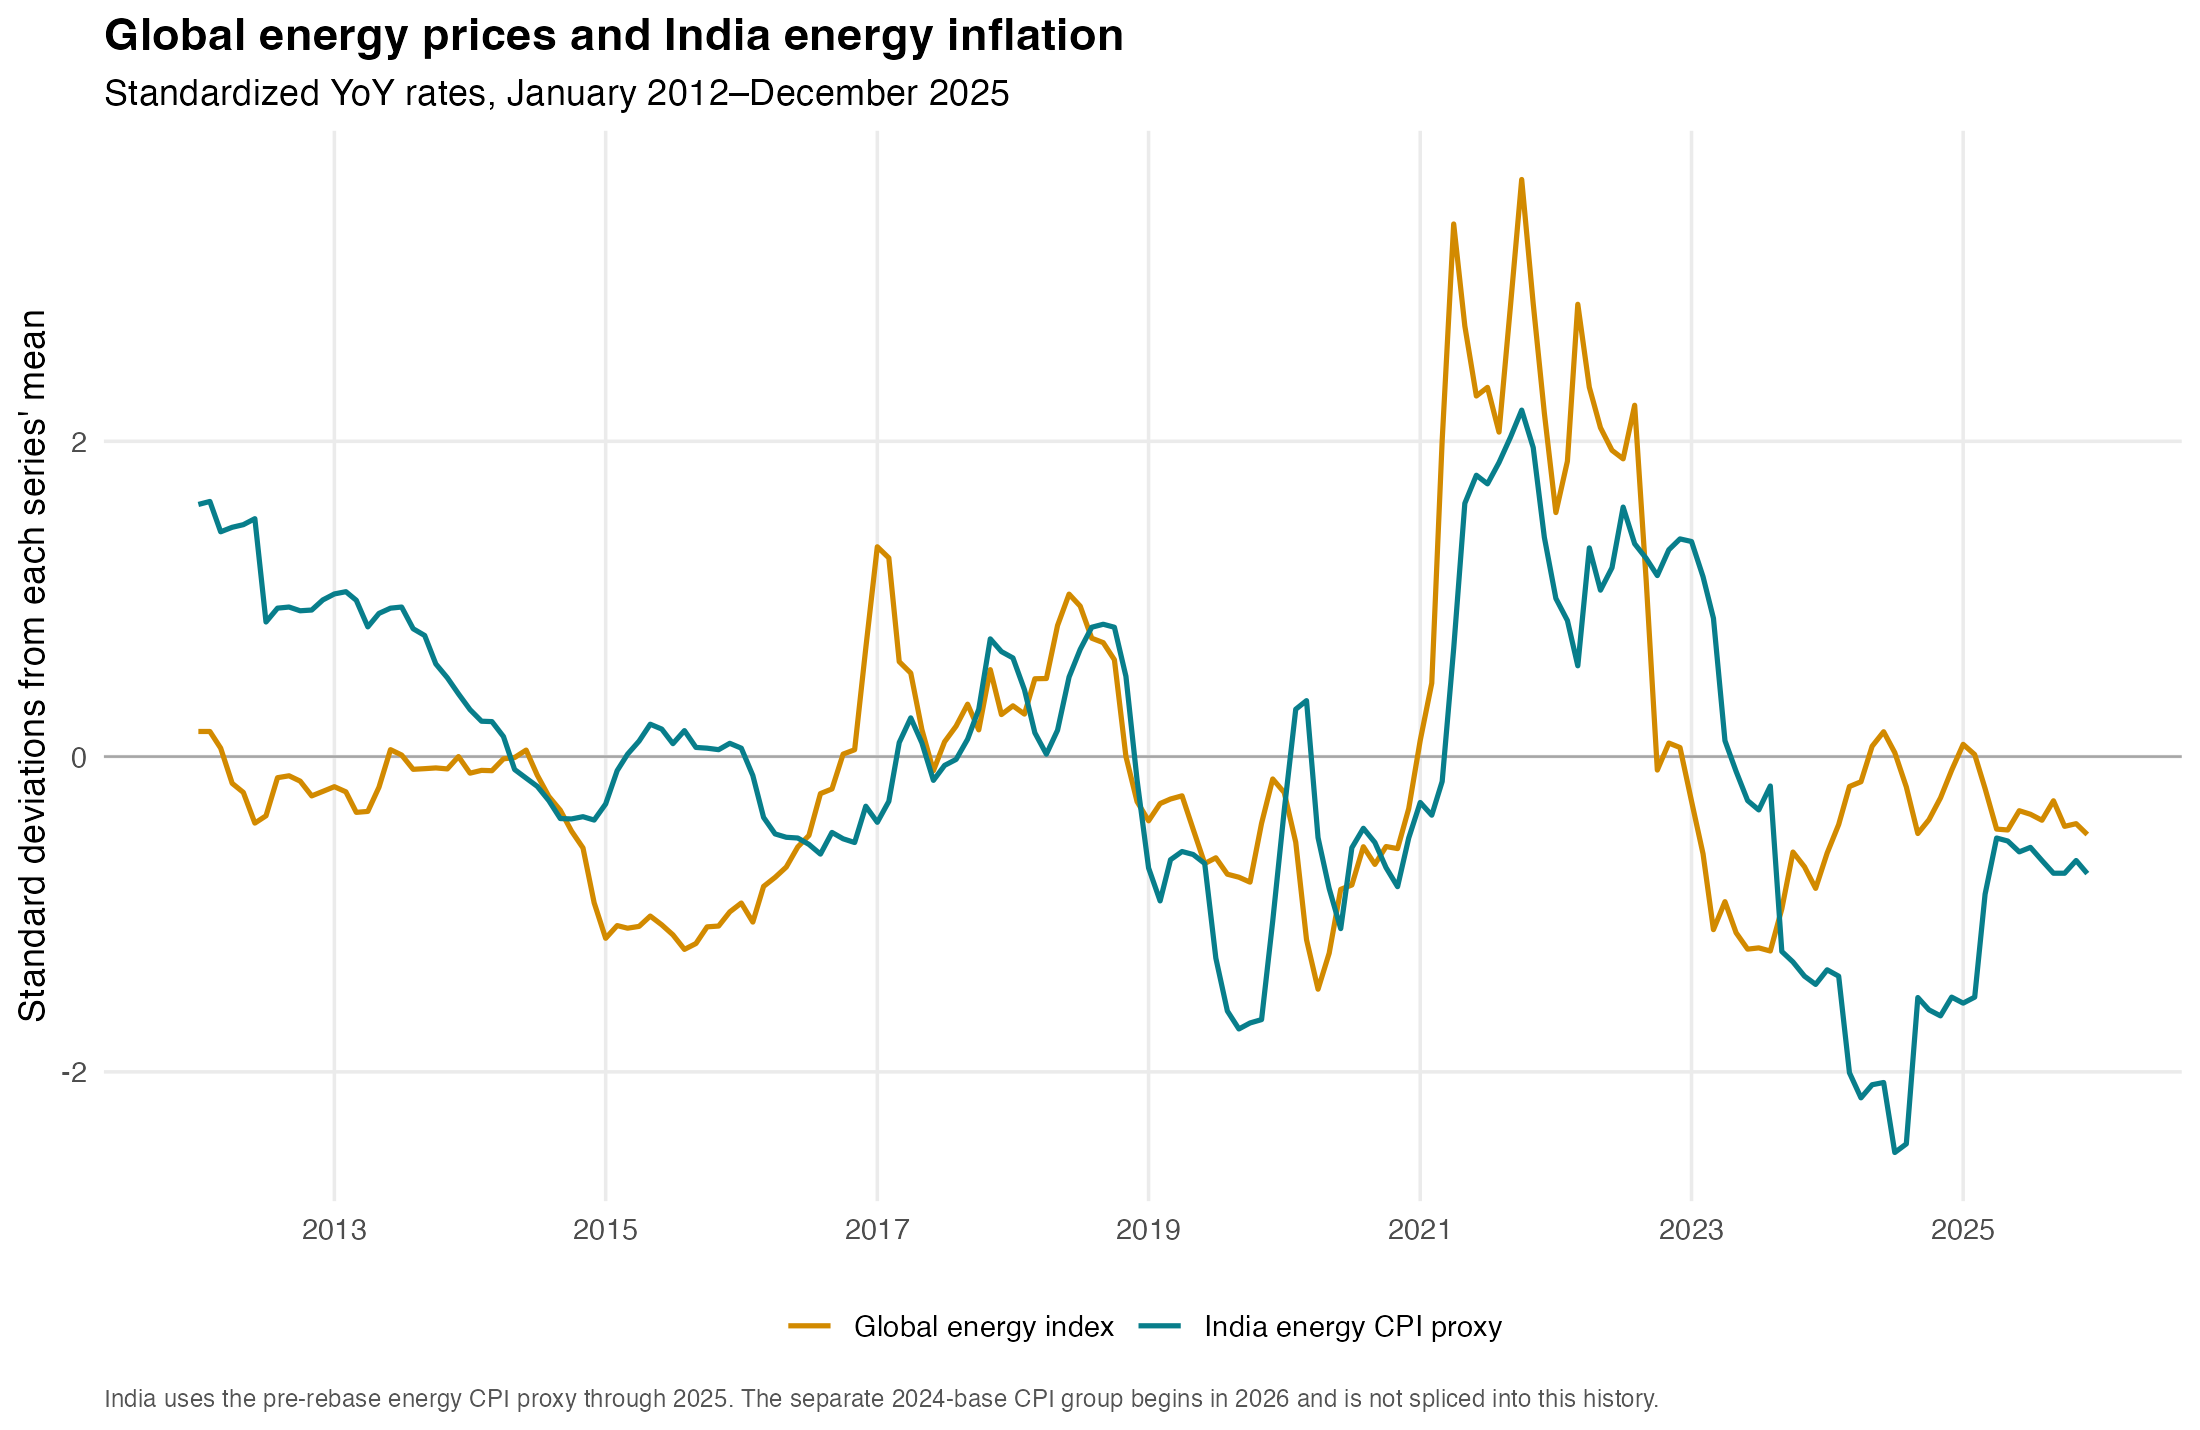 Global energy prices and India energy inflation
Standardized YoY rates, January 2012–December 2025
Standard deviations from each series' mean
2
0
-2
2013
2015
2017
2019
2021
2023
2025
Global energy index
India energy CPI proxy
India uses the pre-rebase energy CPI proxy through 2025. The separate 2024-base CPI group begins in 2026 and is not spliced into this history.